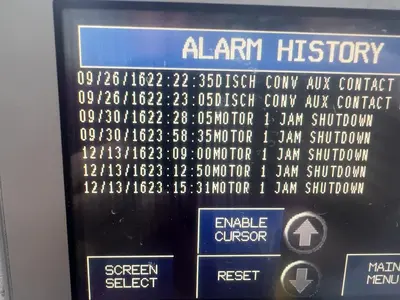 ALARM HISTORY
09/26/1622:22:35DISCH CONV AUX CONTACT
09/26/1622:23:05DISCH CONV AUX CONTACT
09/30/1622:28:05MOTOR 1 JAM SHUTDOWN
09/30/1623:58:35MOTOR 1 JAM SHUTDOWN
12/13/1623:09:00MOTOR 1 JAM SHUTDOWN
12/13/1623:12:50MOTOR 1 JAM SHUTDOWN
12/13/1623:15:31MOTOR 1 JAM SHUTDOWN
ENABLE
CURSOR
SCREEN
SELECT
RESET
MAIN
MENU